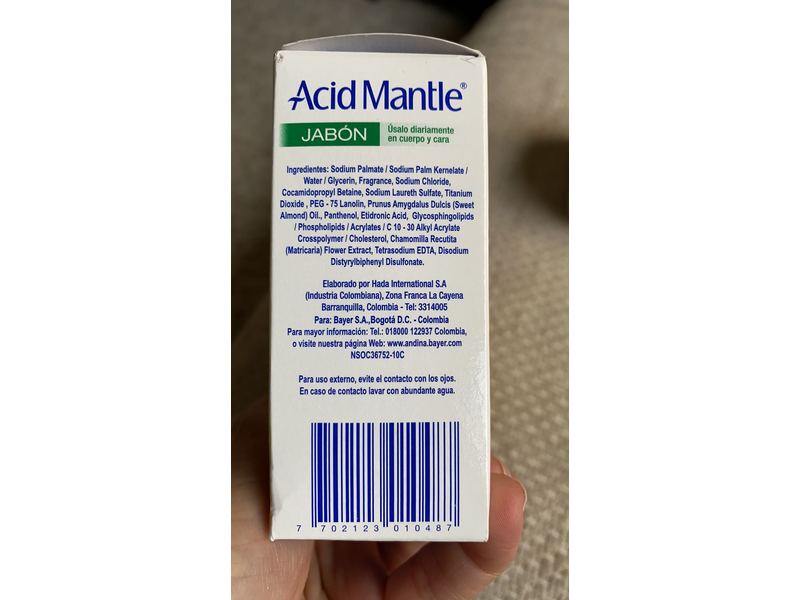 Acid Mantle®
JABÓN
Úsalo diariamente
en cuerpo y cara
Ingredientes: Sodium Palmate / Sodium Palm Kernelate /
Water / Glycerin, Fragrance, Sodium Chloride,
Cocamidopropyl Betaine, Sodium Laureth Sulfate, Titanium
Dioxide , PEG - 75 Lanolin, Prunus Amygdalus Dulcis (Sweet
Almond) Oil., Panthenol, Etidronic Acid, Glycosphingolipids
/ Phospholipids / Acrylates / C 10 - 30 Alkyl Acrylate
Crosspolymer / Cholesterol, Chamomilla Recutita
(Matricaria) Flower Extract, Tetrasodium EDTA, Disodium
Distyrylbiphenyl Disulfonate.
Elaborado por Hada International S.A
(Industria Colombiana), Zona Franca La Cayena
Barranquilla, Colombia - Tel: 3314005
Para: Bayer S.A.,Bogotá D.C. - Colombia
Para mayor información: Tel.: 018000 122937 Colombia,
o visite nuestra página Web: www.andina.bayer.com
NSOC36752-10C
Para uso externo, evite el contacto con los ojos.
En caso de contacto lavar con abundante agua.
7 702123 010487